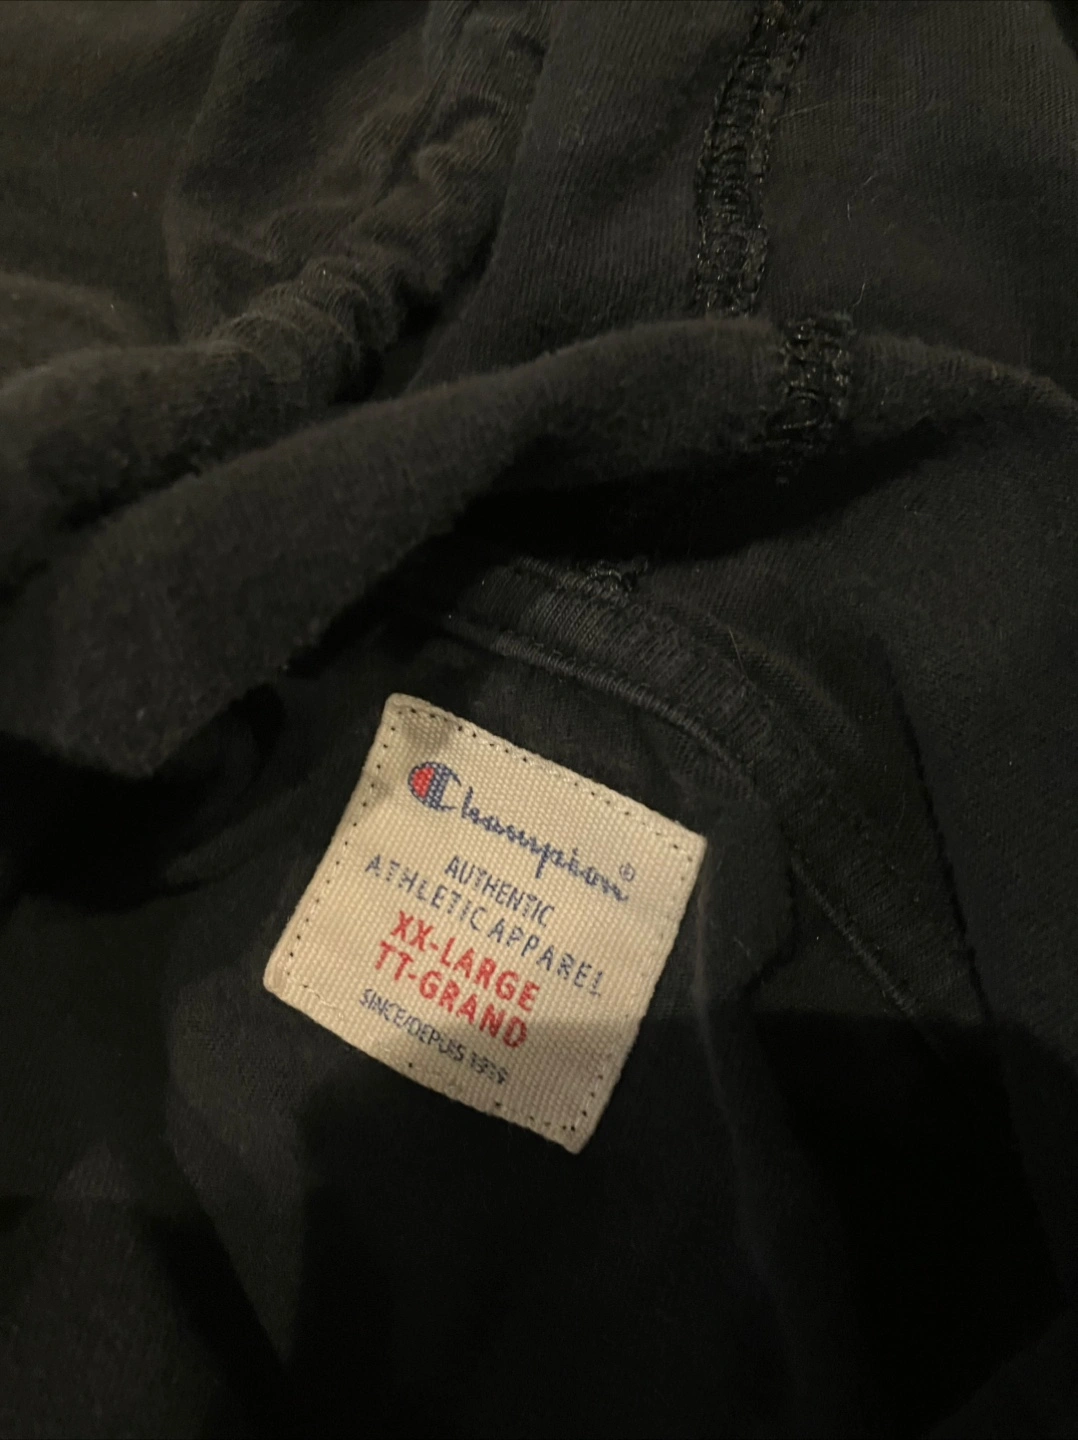 Champion®
AUTHENTIC
ATHLETIC APPAREL
XX-LARGE
TT-GRAND
SINCE/DEPUIS 1919